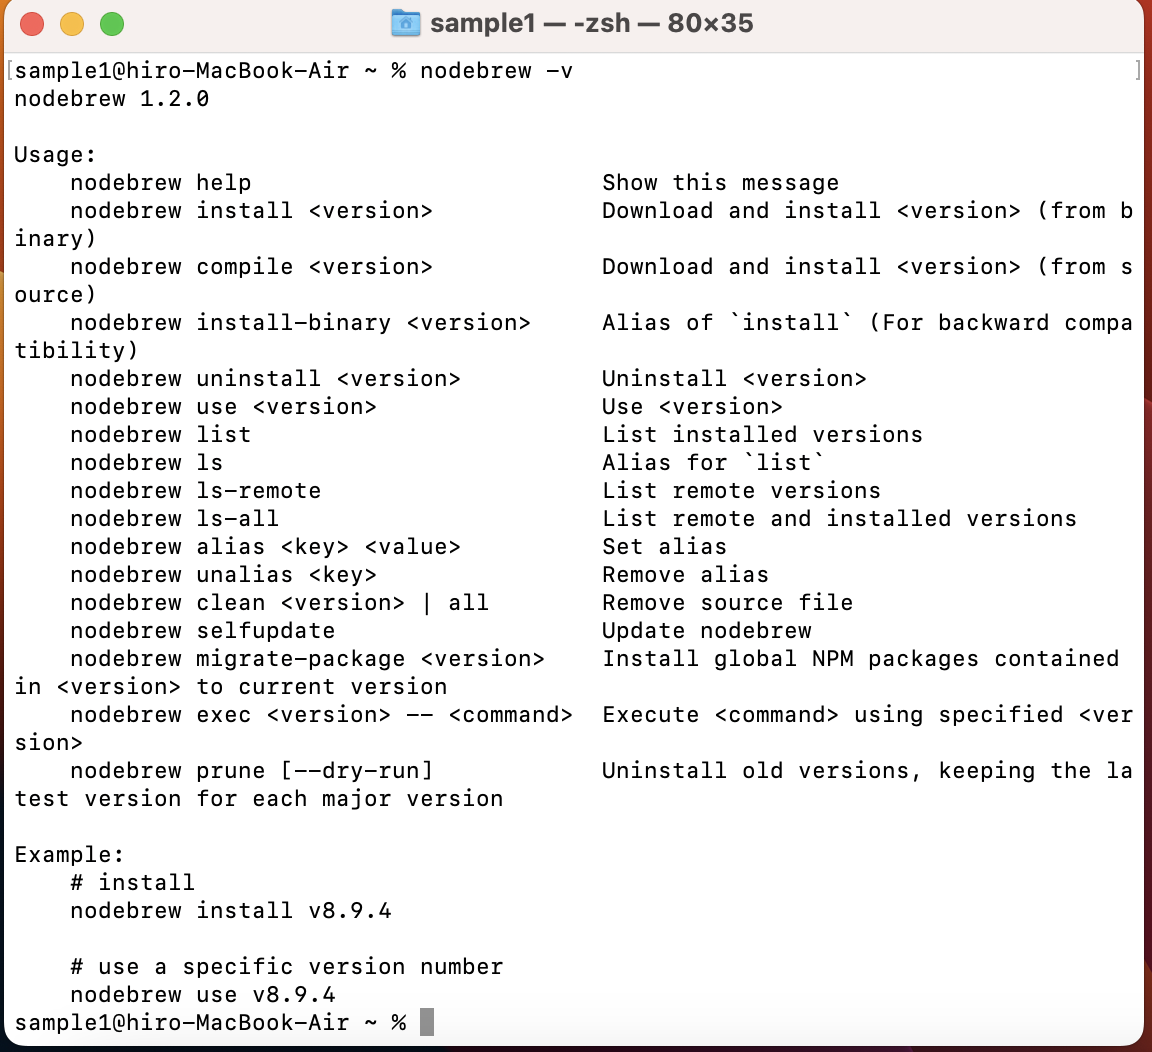 sample1 — -zsh — 80×35
[sample1@hiro-MacBook-Air ~ % nodebrew -v ]
nodebrew 1.2.0
Usage:
    nodebrew help                         Show this message
    nodebrew install <version>            Download and install <version> (from b
inary)
    nodebrew compile <version>            Download and install <version> (from s
ource)
    nodebrew install-binary <version>     Alias of `install` (For backward compa
tibility)
    nodebrew uninstall <version>          Uninstall <version>
    nodebrew use <version>                Use <version>
    nodebrew list                         List installed versions
    nodebrew ls                           Alias for `list`
    nodebrew ls-remote                    List remote versions
    nodebrew ls-all                       List remote and installed versions
    nodebrew alias <key> <value>          Set alias
    nodebrew unalias <key>                Remove alias
    nodebrew clean <version> | all        Remove source file
    nodebrew selfupdate                   Update nodebrew
    nodebrew migrate-package <version>    Install global NPM packages contained
in <version> to current version
    nodebrew exec <version> -- <command>  Execute <command> using specified <ver
sion>
    nodebrew prune [--dry-run]            Uninstall old versions, keeping the la
test version for each major version
Example:
    # install
    nodebrew install v8.9.4
    # use a specific version number
    nodebrew use v8.9.4
sample1@hiro-MacBook-Air ~ %